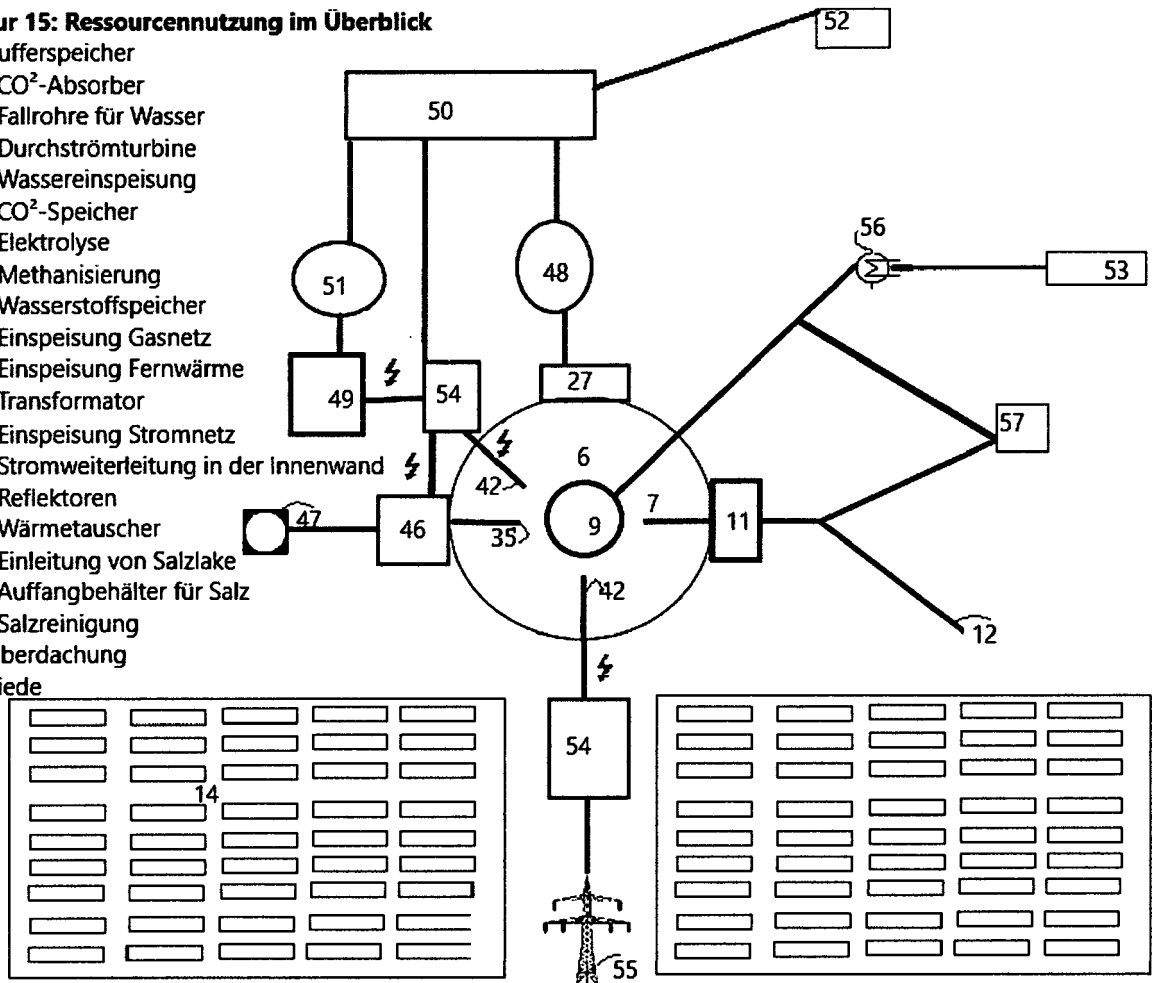 ur 15: Ressourcennutzung im Überblick
ufferspeicher
CO²-Absorber
Fallrohre für Wasser
Durchströmturbine
Wassereinspeisung
CO²-Speicher
Elektrolyse
Methanisierung
Wasserstoffspeicher
Einspeisung Gasnetz
Einspeisung Fernwärme
Transformator
Einspeisung Stromnetz
Stromweiterleitung in der Innenwand
Reflektoren
Wärmetauscher
Einleitung von Salzlake
Auffangbehälter für Salz
Salzreinigung
berdachung
iede
52
50
56
53
51
48
27
49
54
57
6
42
7
47
46
35
9
11
42
12
54
14
55